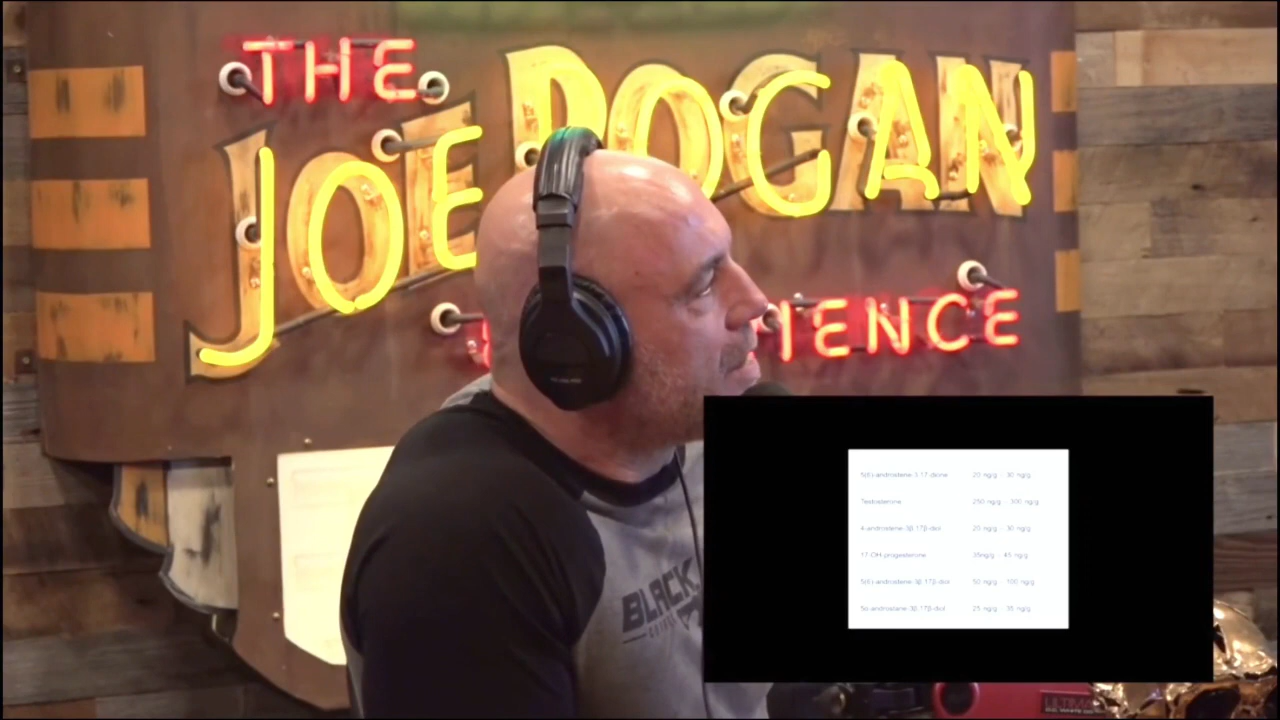 THE
JOE ROGAN
IENCE
BLACK
5(6)-androstene-3,17-dione 20 ng/g - 30 ng/g
Testosterone 250 ng/g - 300 ng/g
4-androstene-3β,17β-diol 20 ng/g - 30 ng/g
17-OH-progesterone 35ng/g - 45 ng/g
5(6)-androstene-3β,17β-diol 50 ng/g - 100 ng/g
5α-androstane-3β,17β-diol 25 ng/g - 35 ng/g